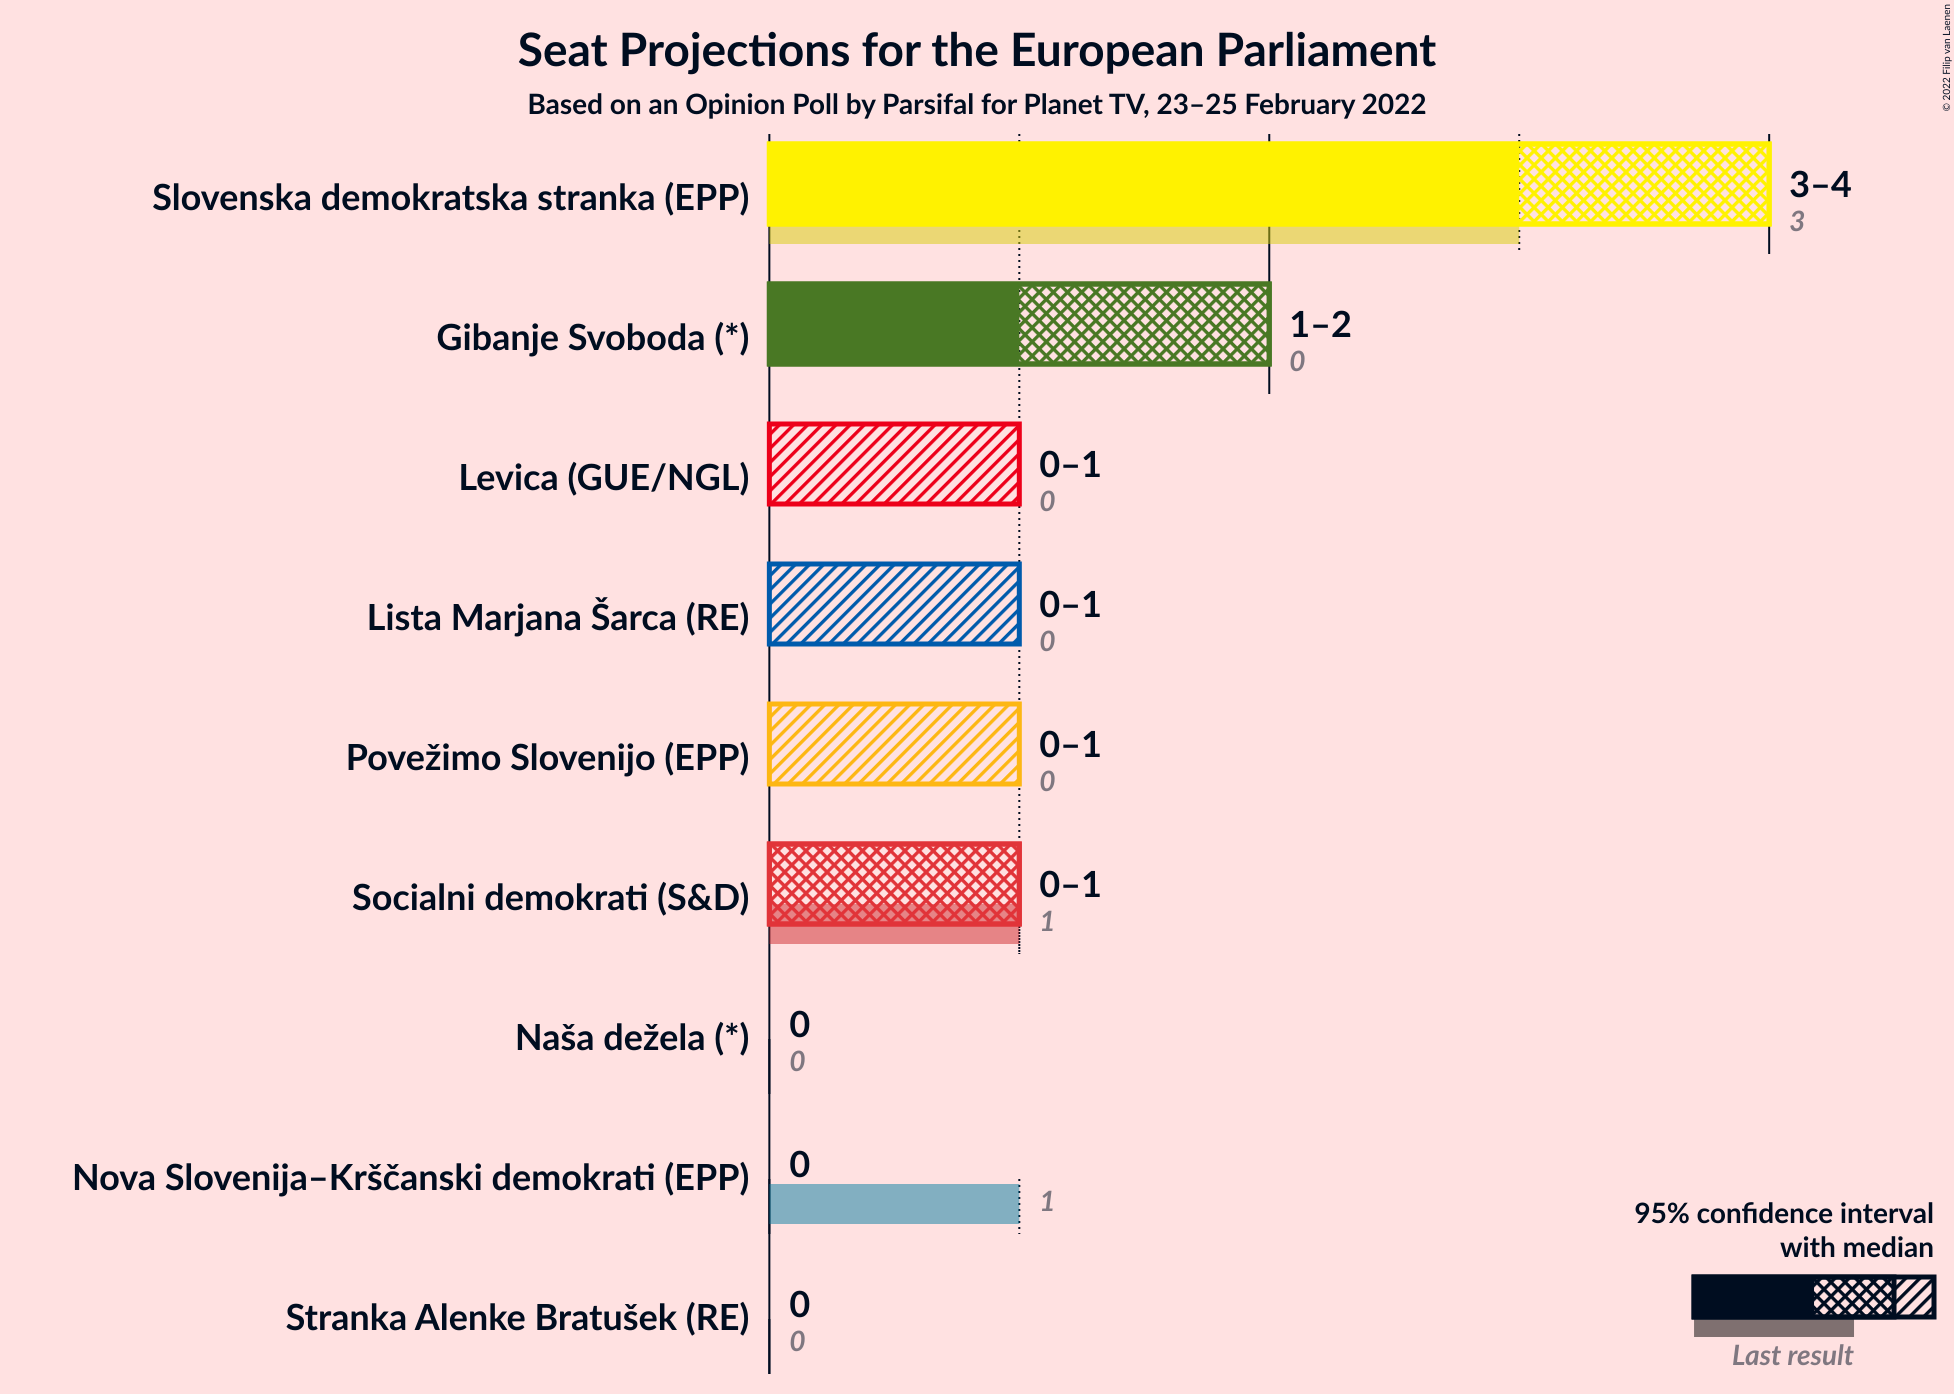 Seat Projections for the European Parliament
Based on an Opinion Poll by Parsifal for Planet TV, 23–25 February 2022
© 2022 Filip van Laenen
Slovenska demokratska stranka (EPP)
3–4
3
Gibanje Svoboda (*)
1–2
0
Levica (GUE/NGL)
0–1
0
Lista Marjana Šarca (RE)
0–1
0
Povežimo Slovenijo (EPP)
0–1
0
Socialni demokrati (S&D)
0–1
1
Naša dežela (*)
0
0
Nova Slovenija–Krščanski demokrati (EPP)
0
1
Stranka Alenke Bratušek (RE)
0
0
95% confidence interval
with median
Last result